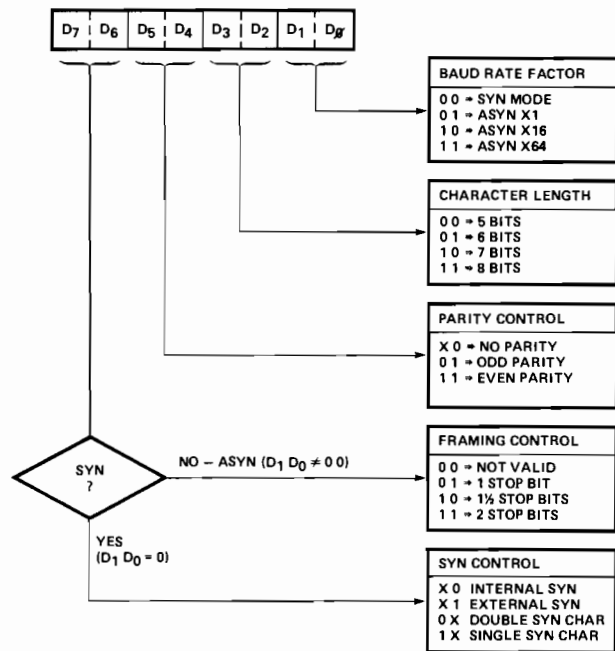 D7 D6 D5 D4 D3 D2 D1 D0
BAUD RATE FACTOR
0 0 = SYN MODE
0 1 = ASYN X1
1 0 = ASYN X16
1 1 = ASYN X64
CHARACTER LENGTH
0 0 = 5 BITS
0 1 = 6 BITS
1 0 = 7 BITS
1 1 = 8 BITS
PARITY CONTROL
X 0 = NO PARITY
0 1 = ODD PARITY
1 1 = EVEN PARITY
SYN
?
NO – ASYN (D1 D0 ≠ 0 0)
FRAMING CONTROL
0 0 = NOT VALID
0 1 = 1 STOP BIT
1 0 = 1½ STOP BITS
1 1 = 2 STOP BITS
YES
(D1 D0 = 0)
SYN CONTROL
X 0 INTERNAL SYN
X 1 EXTERNAL SYN
0 X DOUBLE SYN CHAR
1 X SINGLE SYN CHAR